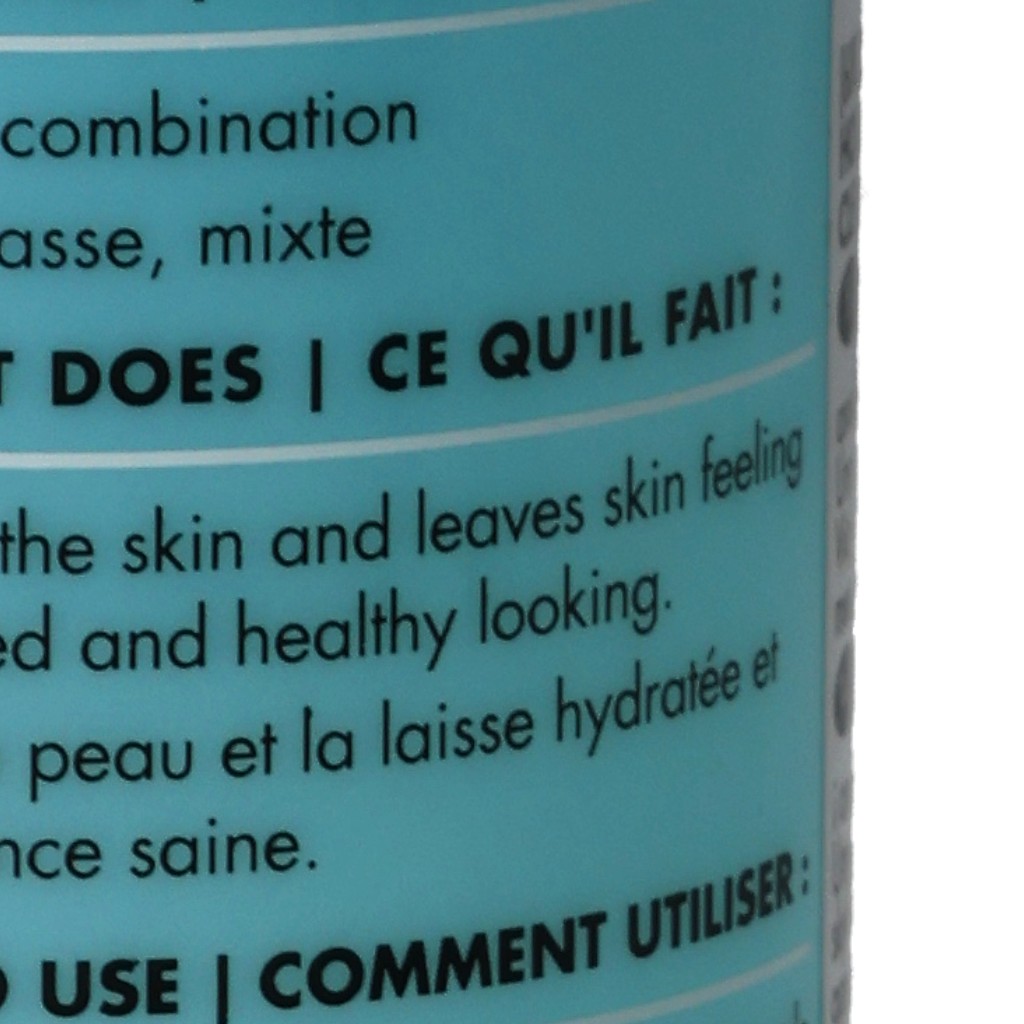 combination
asse, mixte
T DOES | CE QU'IL FAIT :
the skin and leaves skin feeling
ed and healthy looking.
peau et la laisse hydratée et
nce saine.
USE | COMMENT UTILISER :